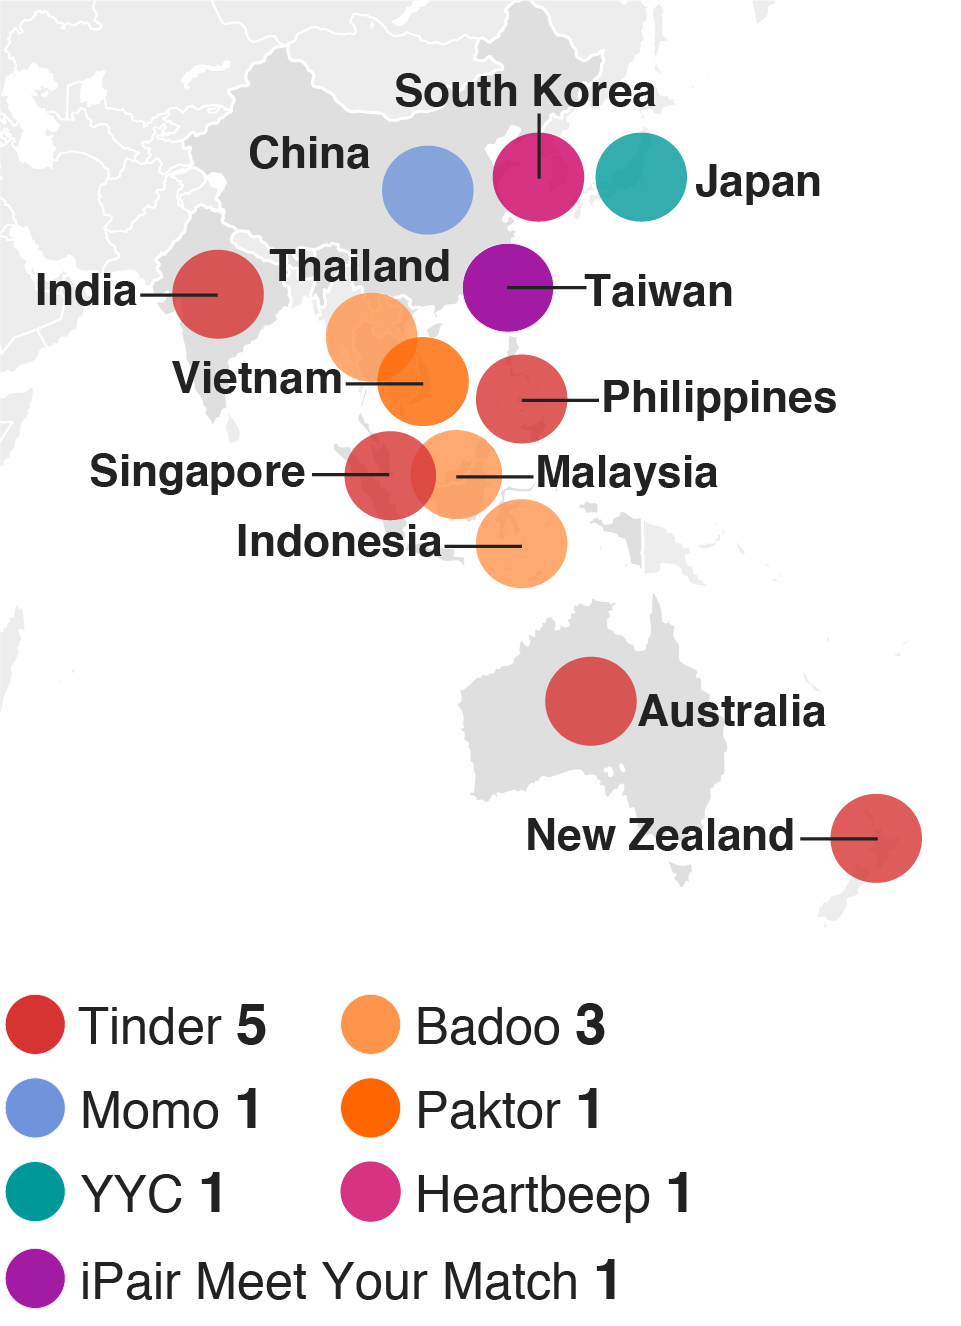 South Korea
China
Japan
Thailand
India
Taiwan
Vietnam
Philippines
Singapore
Malaysia
Indonesia
Australia
New Zealand
Tinder 5
Badoo 3
Momo 1
Paktor 1
YYC 1
Heartbeep 1
iPair Meet Your Match 1